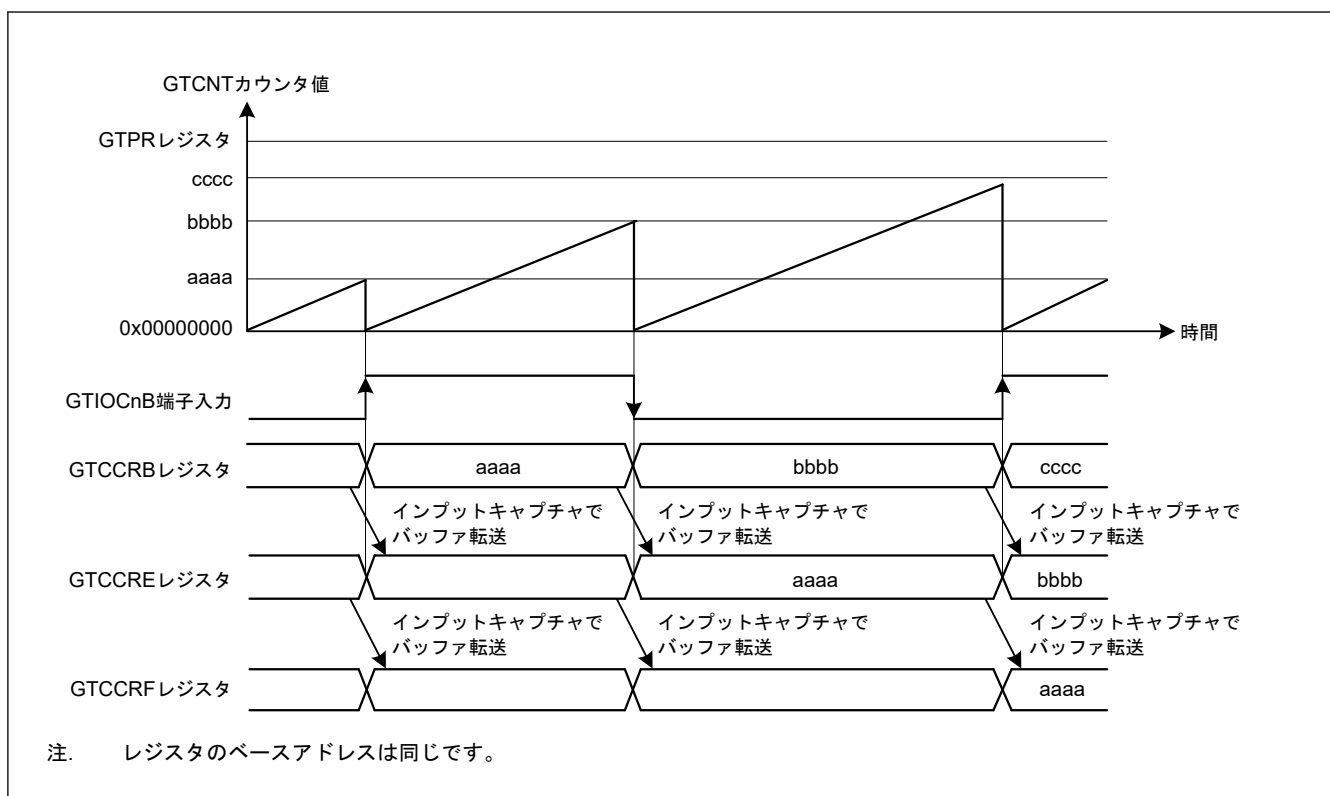 GTCNTカウンタ値
GTPRレジスタ
cccc
bbbb
aaaa
0x00000000
時間
GTIOCnB端子入力
GTCCRBレジスタ
aaaa
bbbb
cccc
インプットキャプチャで
バッファ転送
インプットキャプチャで
バッファ転送
インプットキャプチャで
バッファ転送
GTCCREレジスタ
aaaa
bbbb
インプットキャプチャで
バッファ転送
インプットキャプチャで
バッファ転送
インプットキャプチャで
バッファ転送
GTCCRFレジスタ
aaaa
注. レジスタのベースアドレスは同じです。